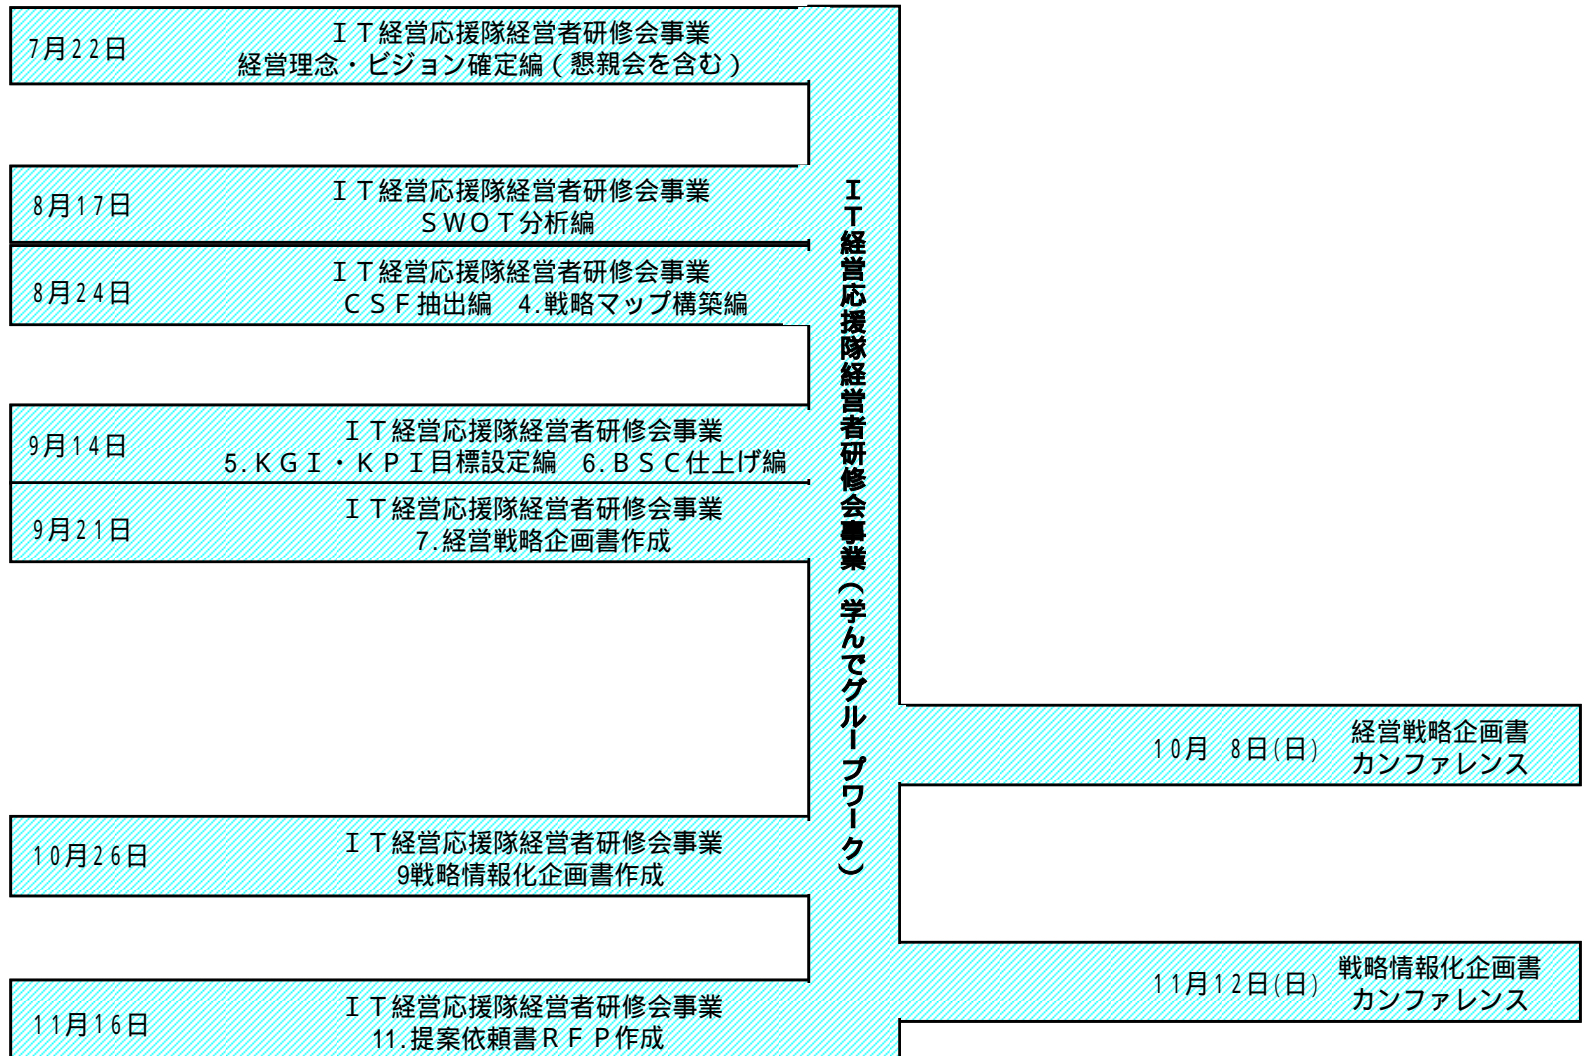 7月22日
ＩＴ経営応援隊経営者研修会事業
経営理念・ビジョン確定編(懇親会を含む)
8月17日
ＩＴ経営応援隊経営者研修会事業
ＳＷＯＴ分析編
8月24日
ＩＴ経営応援隊経営者研修会事業
ＣＳＦ抽出編　4.戦略マップ構築編
9月14日
ＩＴ経営応援隊経営者研修会事業
5.ＫＧＩ・ＫＰＩ目標設定編　6.ＢＳＣ仕上げ編
9月21日
ＩＴ経営応援隊経営者研修会事業
7.経営戦略企画書作成
10月26日
ＩＴ経営応援隊経営者研修会事業
9戦略情報化企画書作成
11月16日
ＩＴ経営応援隊経営者研修会事業
11.提案依頼書ＲＦＰ作成
ＩＴ経営応援隊経営者研修会事業(学んでグループワーク)
10月 8日(日)
経営戦略企画書
カンファレンス
11月12日(日)
戦略情報化企画書
カンファレンス